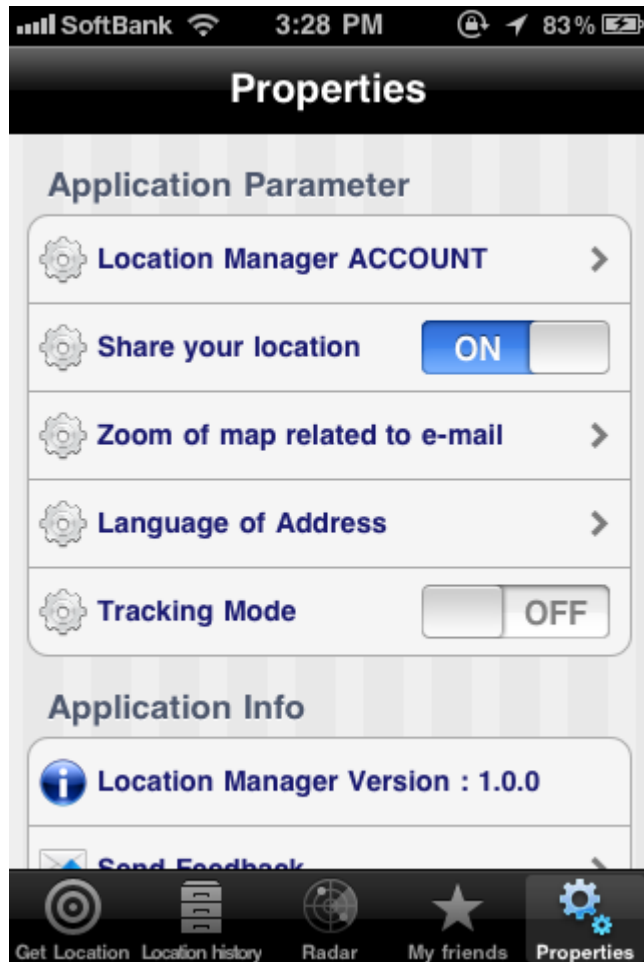 SoftBank 3:28 PM 83%
Properties
Application Parameter
Location Manager ACCOUNT
Share your location ON
Zoom of map related to e-mail
Language of Address
Tracking Mode OFF
Application Info
Location Manager Version : 1.0.0
Send Feedback
Get Location Location history Radar My friends Properties